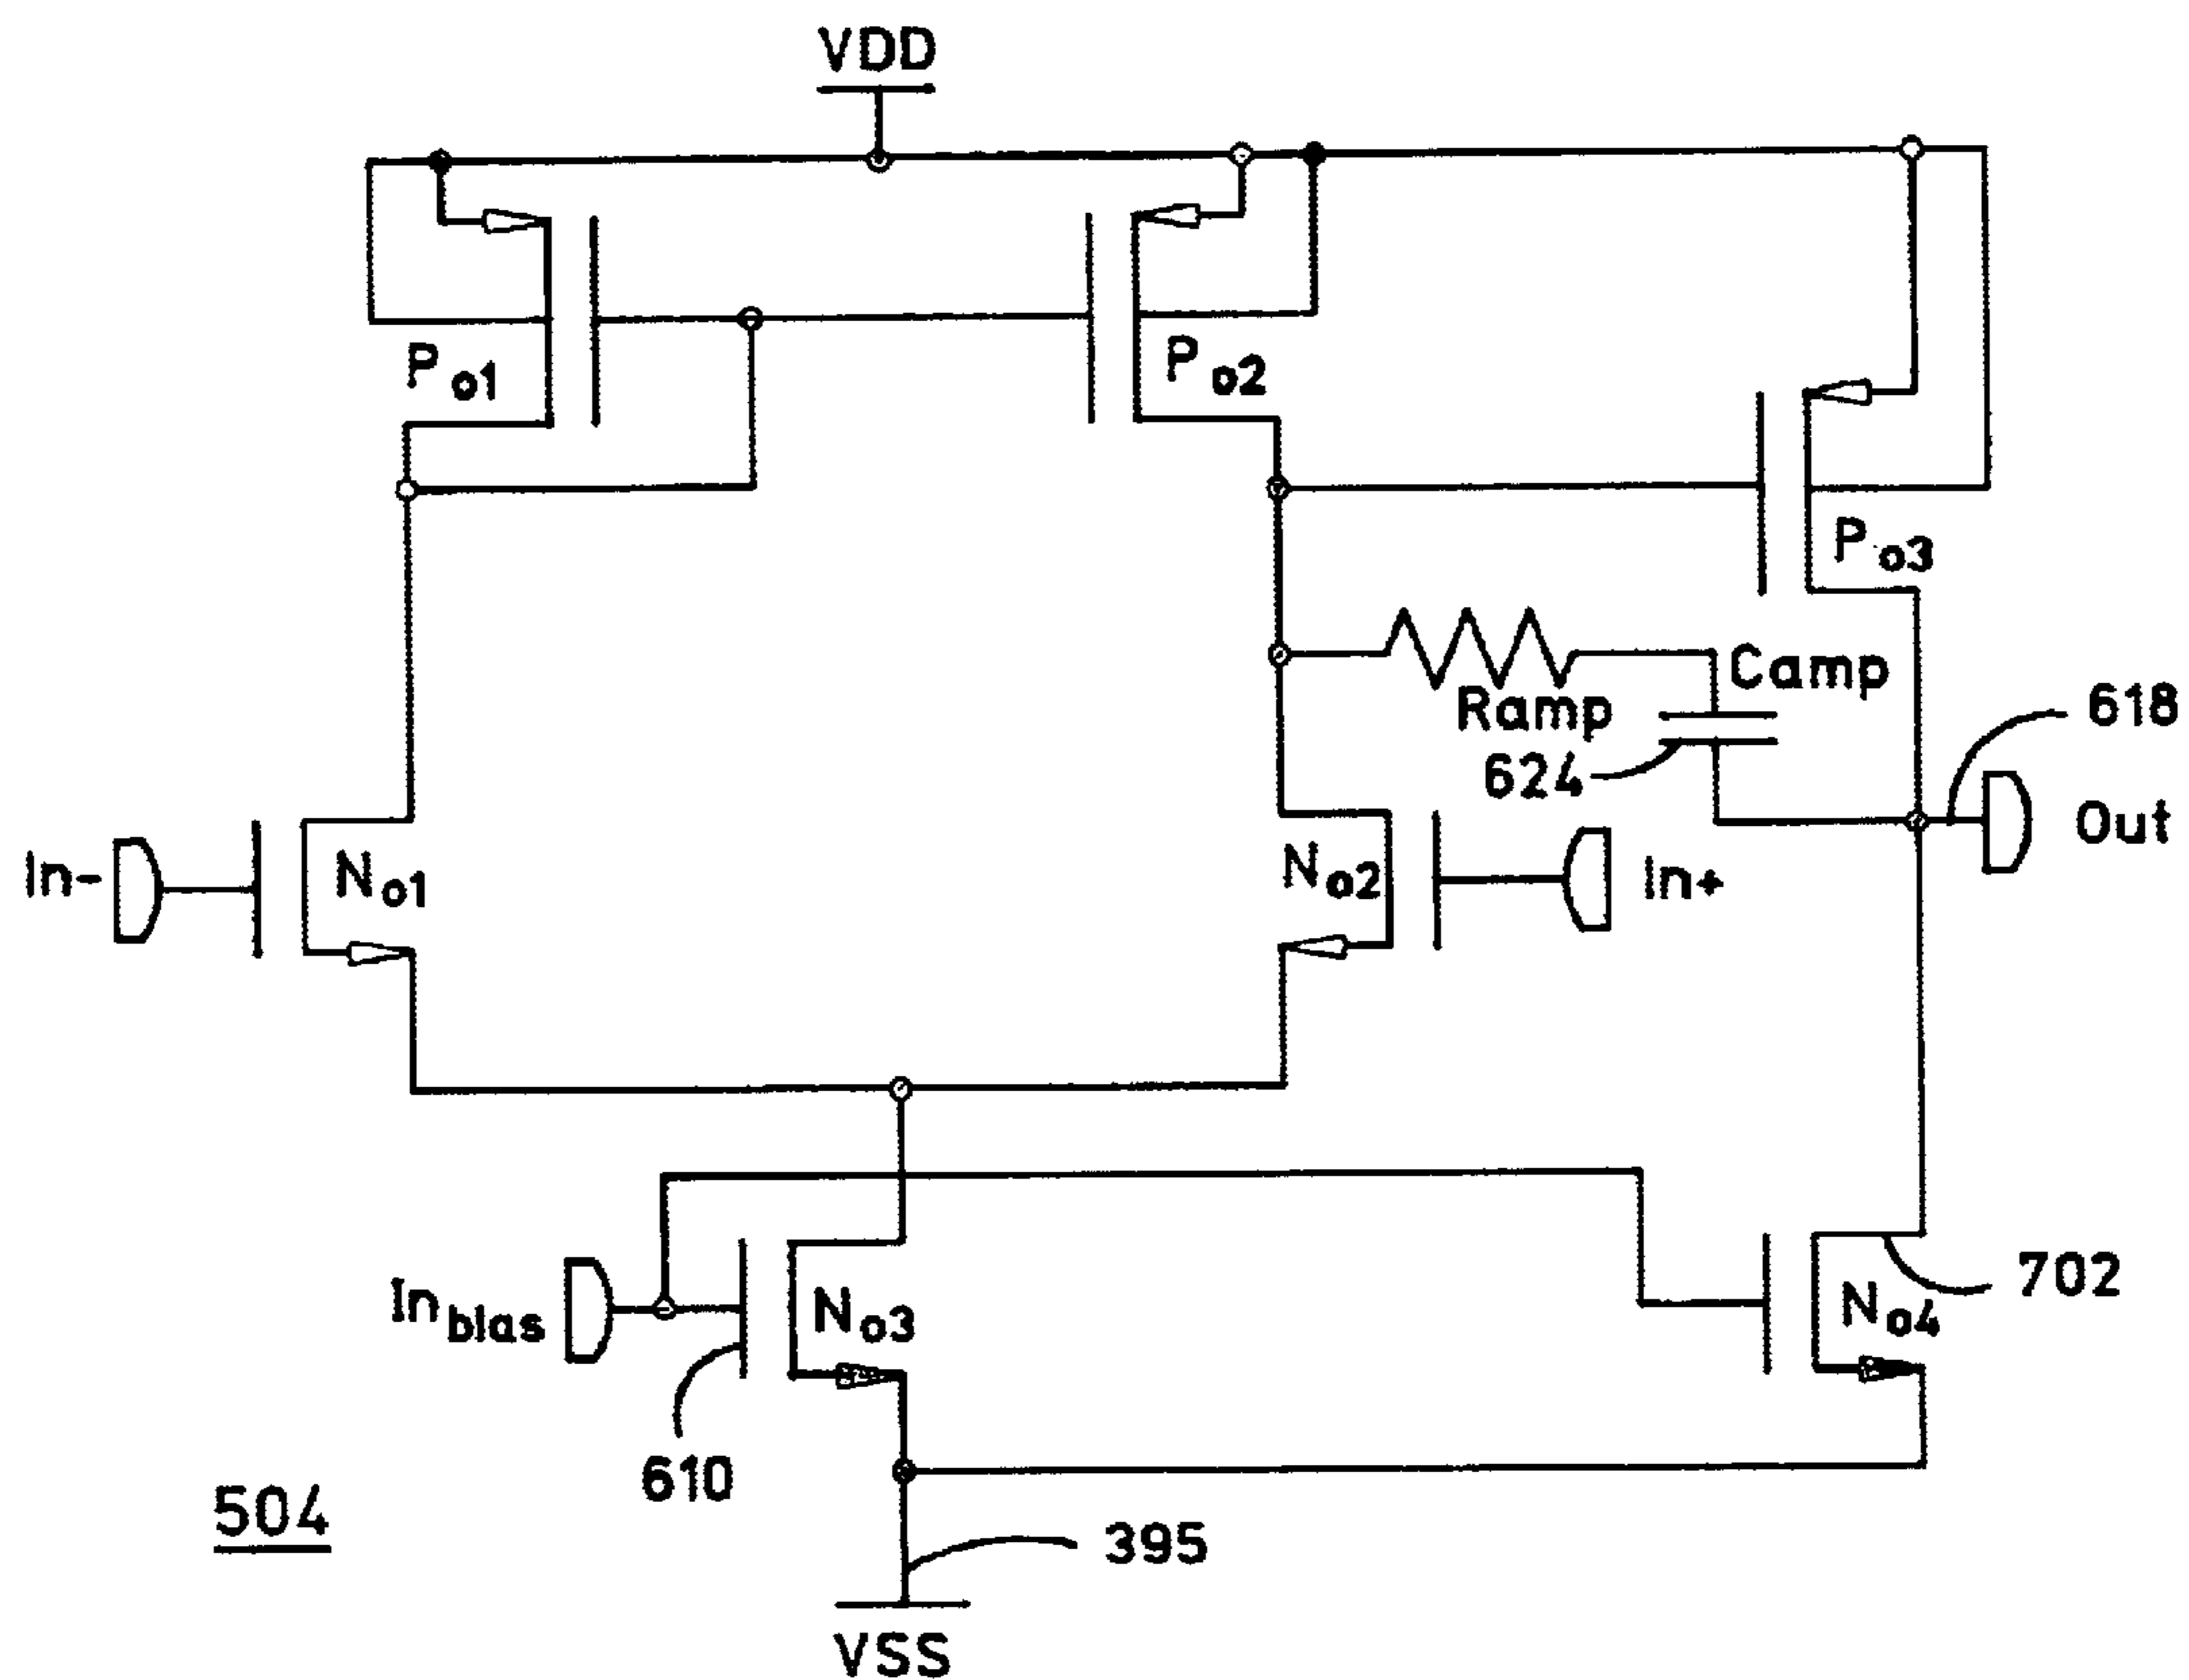 VDD
Po1
Po2
Po3
Camp
Ramp
618
624
Out
In-
No1
No2
In+
Inbias
No3
No4
702
610
504
395
VSS